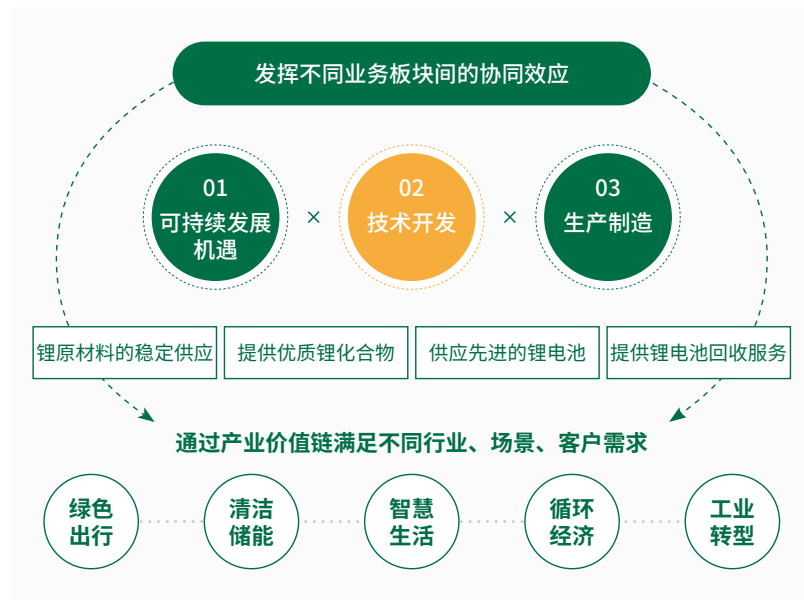 发挥不同业务板块间的协同效应
01
可持续发展
机遇
×
02
技术开发
×
03
生产制造
锂原材料的稳定供应
提供优质锂化合物
供应先进的锂电池
提供锂电池回收服务
通过产业价值链满足不同行业、场景、客户需求
绿色
出行
清洁
储能
智慧
生活
循环
经济
工业
转型